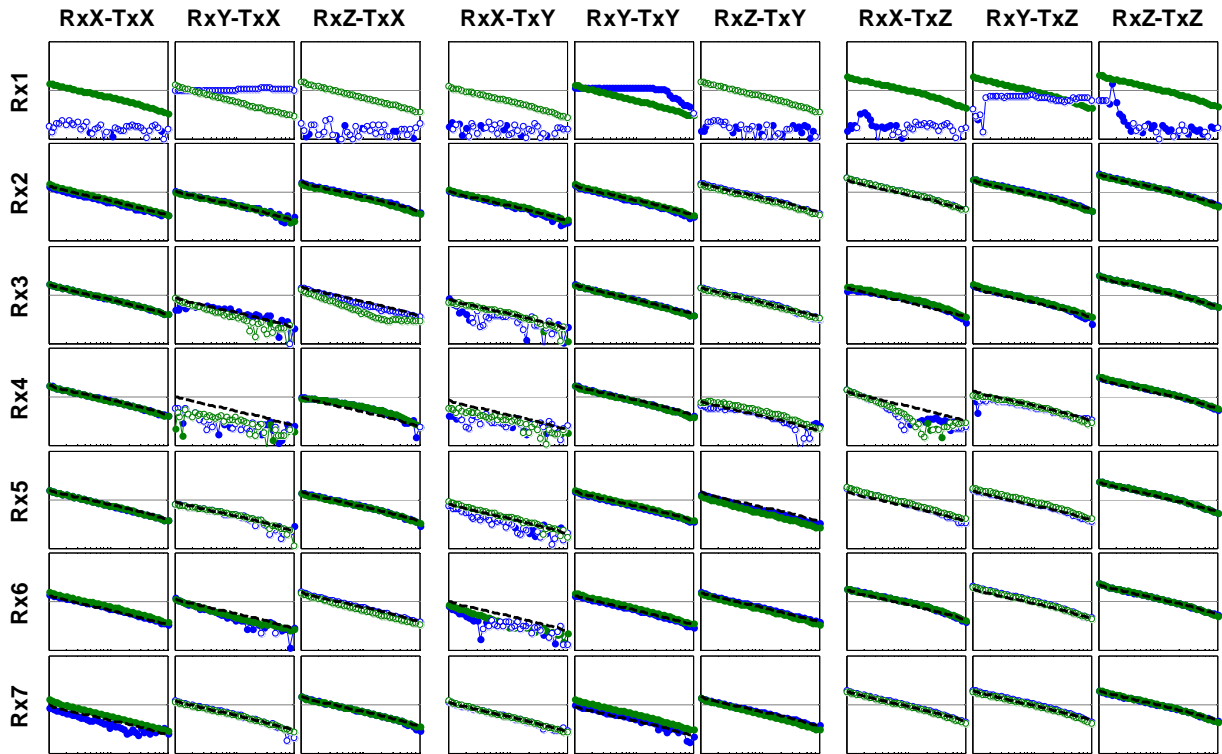 RxX-TxX RxY-TxX RxZ-TxX RxX-TxY RxY-TxY RxZ-TxY RxX-TxZ RxY-TxZ RxZ-TxZ
Rx1
Rx2
Rx3
Rx4
Rx5
Rx6
Rx7